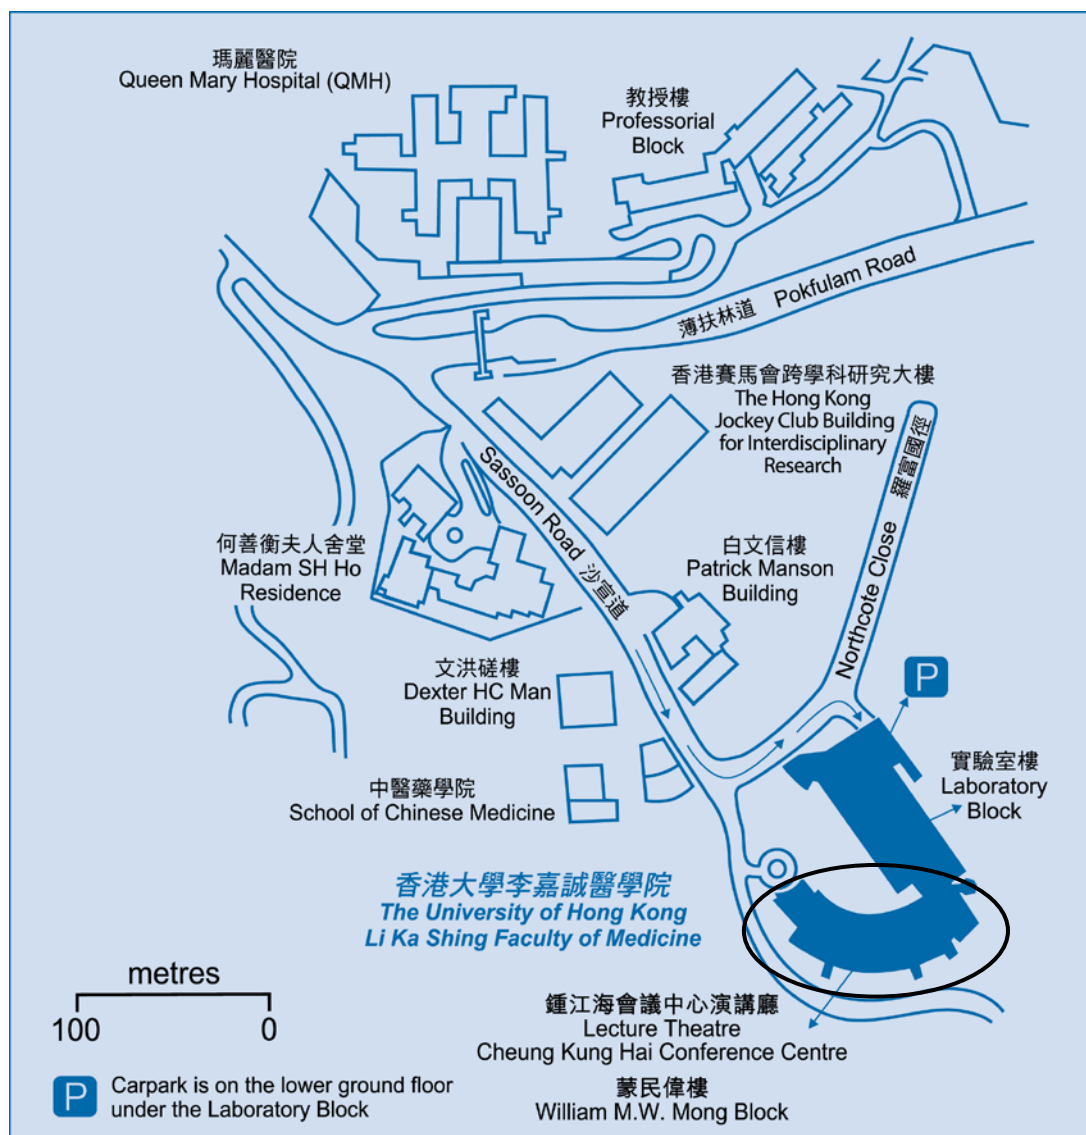 瑪麗醫院
Queen Mary Hospital (QMH)
教授樓
Professorial
Block
薄扶林道 Pokfulam Road
香港賽馬會跨學科研究大樓
The Hong Kong
Jockey Club Building
for Interdisciplinary
Research
Sassoon Road 沙宣道
何善衡夫人舍堂
Madam SH Ho
Residence
白文信樓
Patrick Manson
Building
Northcote Close 羅富國徑
文洪磋樓
Dexter HC Man
Building
P
實驗室樓
Laboratory
Block
中醫藥學院
School of Chinese Medicine
香港大學李嘉誠醫學院
The University of Hong Kong
Li Ka Shing Faculty of Medicine
metres
100 0
鍾江海會議中心演講廳
Lecture Theatre
Cheung Kung Hai Conference Centre
蒙民偉樓
William M.W. Mong Block
P Carpark is on the lower ground floor
under the Laboratory Block